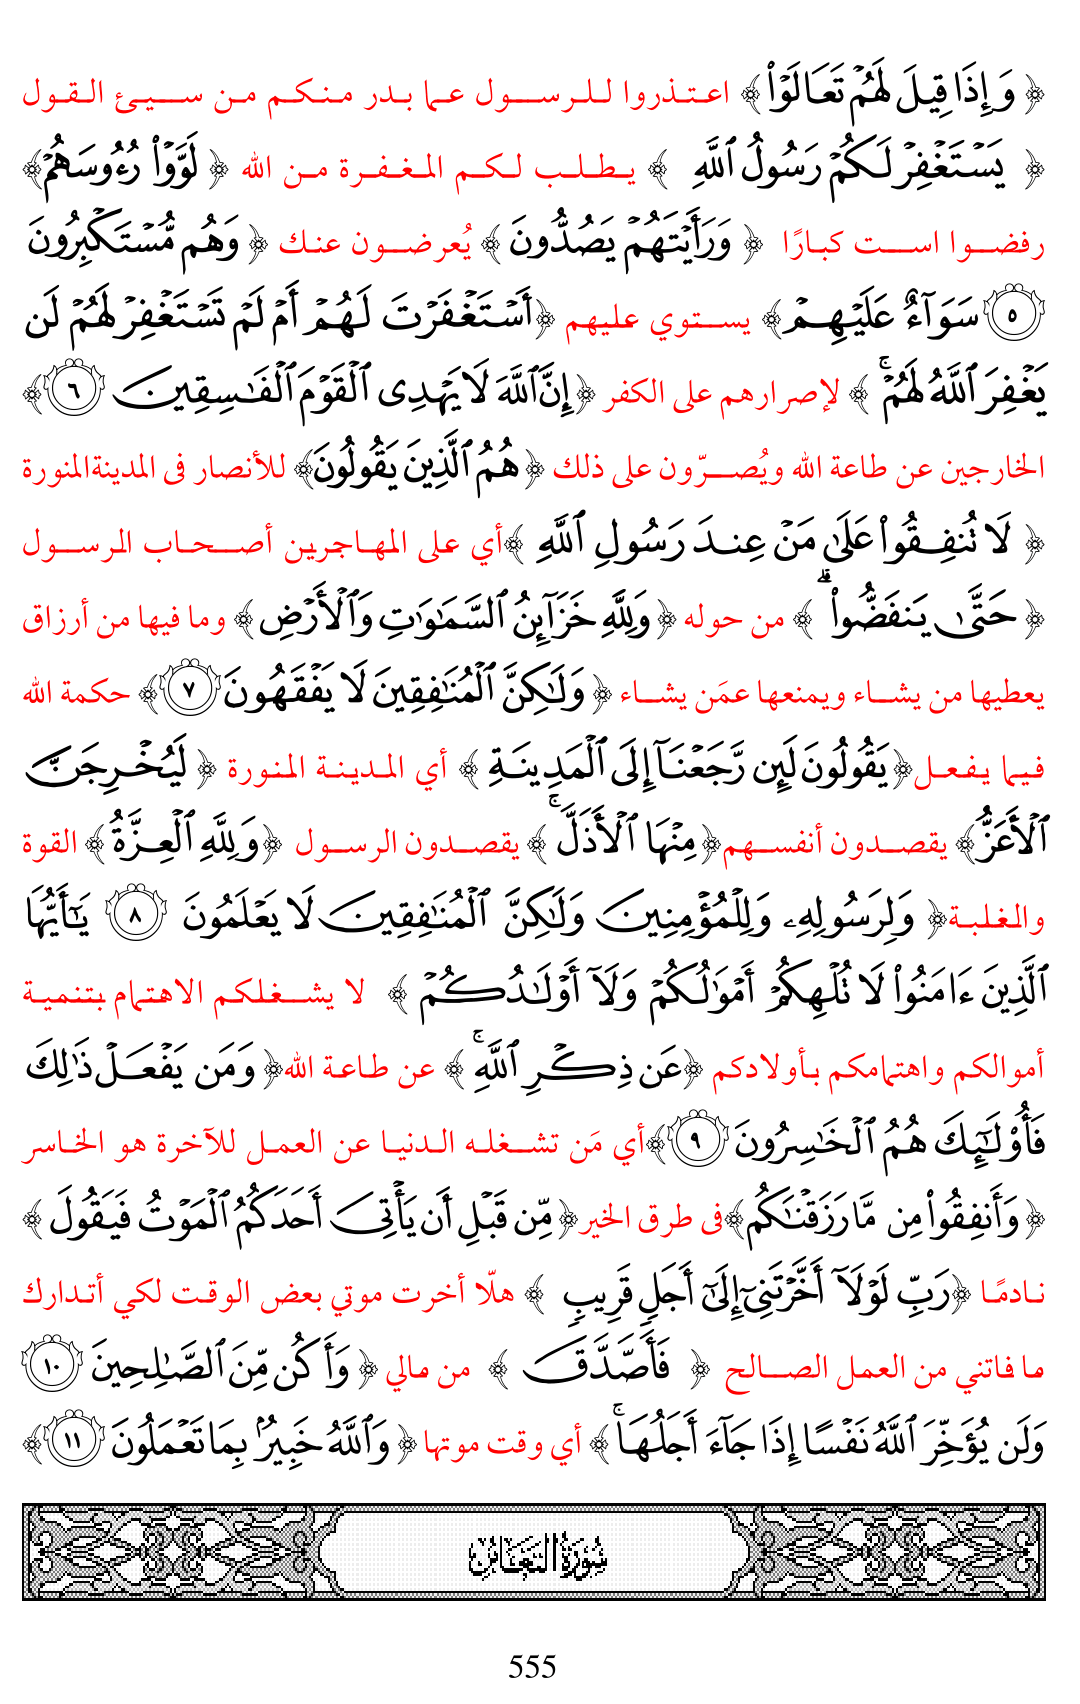 ﴿ وَإِذَا قِيلَ لَهُمْ تَعَالَوْا۟ ﴾ اعتذروا للرسول عما بدر منكم من سيئ القول
﴿ يَسْتَغْفِرْ لَكُمْ رَسُولُ ٱللَّهِ ﴾ يطلب لكم المغفرة من الله ﴿ لَوَّوْا۟ رُءُوسَهُمْ﴾
رفضوا است كبارًا ﴿ وَرَأَيْتَهُمْ يَصُدُّونَ ﴾ يُعرضون عنك ﴿ وَهُم مُّسْتَكْبِرُونَ
٥ سَوَآءٌ عَلَيْهِمْ﴾ يستوي عليهم ﴿أَسْتَغْفَرْتَ لَهُمْ أَمْ لَمْ تَسْتَغْفِرْ لَهُمْ لَن
يَغْفِرَ ٱللَّهُ لَهُمْ ۚ ﴾ لإصرارهم على الكفر ﴿إِنَّ ٱللَّهَ لَا يَهْدِى ٱلْقَوْمَ ٱلْفَـٰسِقِينَ ٦ ﴾
الخارجين عن طاعة الله ويُصرّون على ذلك ﴿ هُمُ ٱلَّذِينَ يَقُولُونَ﴾ للأنصار فى المدينةالمنورة
﴿ لَا تُنفِقُوا۟ عَلَىٰ مَنْ عِندَ رَسُولِ ٱللَّهِ ﴾أي على المهاجرين أصحاب الرسول
﴿ حَتَّىٰ يَنفَضُّوا۟ ۗ ﴾ من حوله ﴿ وَلِلَّهِ خَزَآئِنُ ٱلسَّمَـٰوَٰتِ وَٱلْأَرْضِ ﴾ وما فيها من أرزاق
يعطيها من يشاء ويمنعها عمَن يشاء ﴿ وَلَـٰكِنَّ ٱلْمُنَـٰفِقِينَ لَا يَفْقَهُونَ ٧ ﴾ حكمة الله
فيما يفعل﴿ يَقُولُونَ لَئِن رَّجَعْنَآ إِلَى ٱلْمَدِينَةِ ﴾ أي المدينة المنورة ﴿ لَيُخْرِجَنَّ
ٱلْأَعَزُّ﴾ يقصدون أنفسهم﴿ مِنْهَا ٱلْأَذَلَّ ۚ ﴾ يقصدون الرسول ﴿وَلِلَّهِ ٱلْعِزَّةُ﴾ القوة
والغلبة﴿ وَلِرَسُولِهِۦ وَلِلْمُؤْمِنِينَ وَلَـٰكِنَّ ٱلْمُنَـٰفِقِينَ لَا يَعْلَمُونَ ٨ يَـٰٓأَيُّهَا
ٱلَّذِينَ ءَامَنُوا۟ لَا تُلْهِكُمْ أَمْوَٰلُكُمْ وَلَآ أَوْلَـٰدُكُمْ ﴾ لا يشغلكم الاهتمام بتنمية
أموالكم واهتمامكم بأولادكم ﴿عَن ذِكْرِ ٱللَّهِ ۚ ﴾ عن طاعة الله﴿ وَمَن يَفْعَلْ ذَٰلِكَ
فَأُو۟لَـٰٓئِكَ هُمُ ٱلْخَـٰسِرُونَ ٩ ﴾أي مَن تشغله الدنيا عن العمل للآخرة هو الخاسر
﴿ وَأَنفِقُوا۟ مِن مَّا رَزَقْنَـٰكُم﴾فى طرق الخير﴿ مِّن قَبْلِ أَن يَأْتِىَ أَحَدَكُمُ ٱلْمَوْتُ فَيَقُولَ ﴾
نادمًا ﴿رَبِّ لَوْلَآ أَخَّرْتَنِىٓ إِلَىٰٓ أَجَلٍ قَرِيبٍ ﴾ هلّا أخرت موتي بعض الوقت لكي أتدارك
ما فاتني من العمل الصالح ﴿ فَأَصَّدَّقَ ﴾ من مالي ﴿ وَأَكُن مِّنَ ٱلصَّـٰلِحِينَ ١٠
وَلَن يُؤَخِّرَ ٱللَّهُ نَفْسًا إِذَا جَآءَ أَجَلُهَا ۚ ﴾ أي وقت موتها ﴿ وَٱللَّهُ خَبِيرٌۢ بِمَا تَعْمَلُونَ ١١ ﴾
سُورَةُ التَّغَابُنِ
555